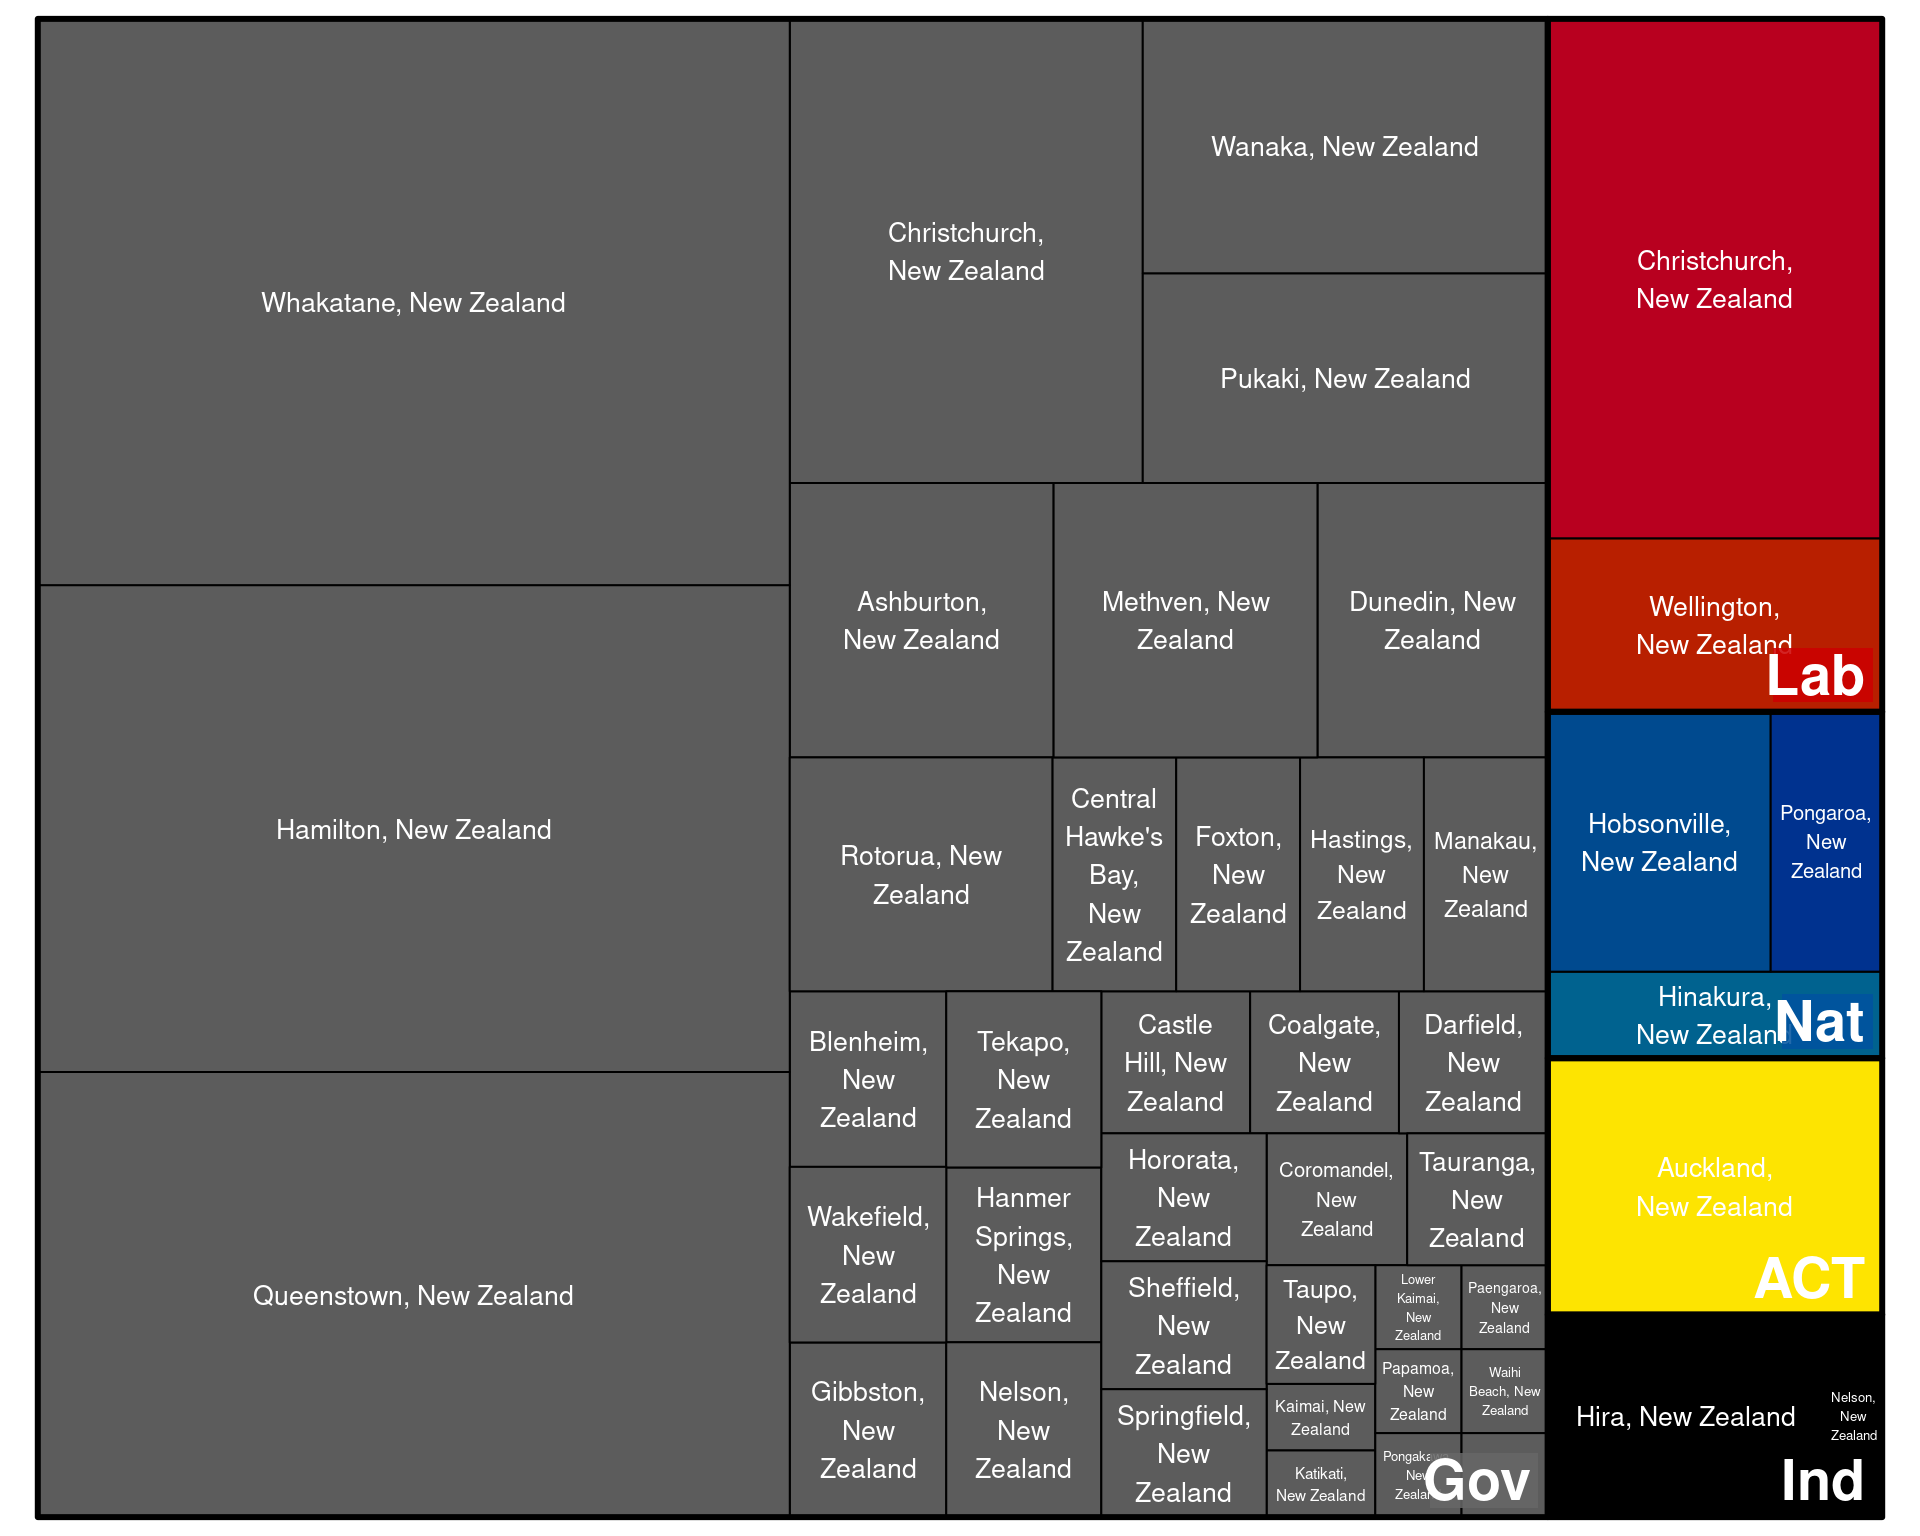 Whakatane, New Zealand
Hamilton, New Zealand
Queenstown, New Zealand
Christchurch,
New Zealand
Wanaka, New Zealand
Pukaki, New Zealand
Ashburton,
New Zealand
Methven, New
Zealand
Dunedin, New
Zealand
Rotorua, New
Zealand
Central
Hawke's
Bay,
New
Zealand
Foxton,
New
Zealand
Hastings,
New
Zealand
Manakau,
New
Zealand
Blenheim,
New
Zealand
Tekapo,
New
Zealand
Wakefield,
New
Zealand
Hanmer
Springs,
New
Zealand
Gibbston,
New
Zealand
Nelson,
New
Zealand
Castle
Hill, New
Zealand
Coalgate,
New
Zealand
Darfield,
New
Zealand
Hororata,
New
Zealand
Sheffield,
New
Zealand
Springfield,
New
Zealand
Coromandel,
New
Zealand
Tauranga,
New
Zealand
Taupo,
New
Zealand
Kaimai, New
Zealand
Katikati,
New Zealand
Lower
Kaimai,
New
Zealand
Paengaroa,
New
Zealand
Papamoa,
New
Zealand
Waihi
Beach, New
Zealand
New
Zealand
Gov
Christchurch,
New Zealand
Wellington,
New Zealand
Lab
Hobsonville,
New Zealand
Pongaroa,
New
Zealand
Hinakura,
New Zealand
Nat
Auckland,
New Zealand
ACT
Hira, New Zealand
Nelson,
New
Zealand
Ind